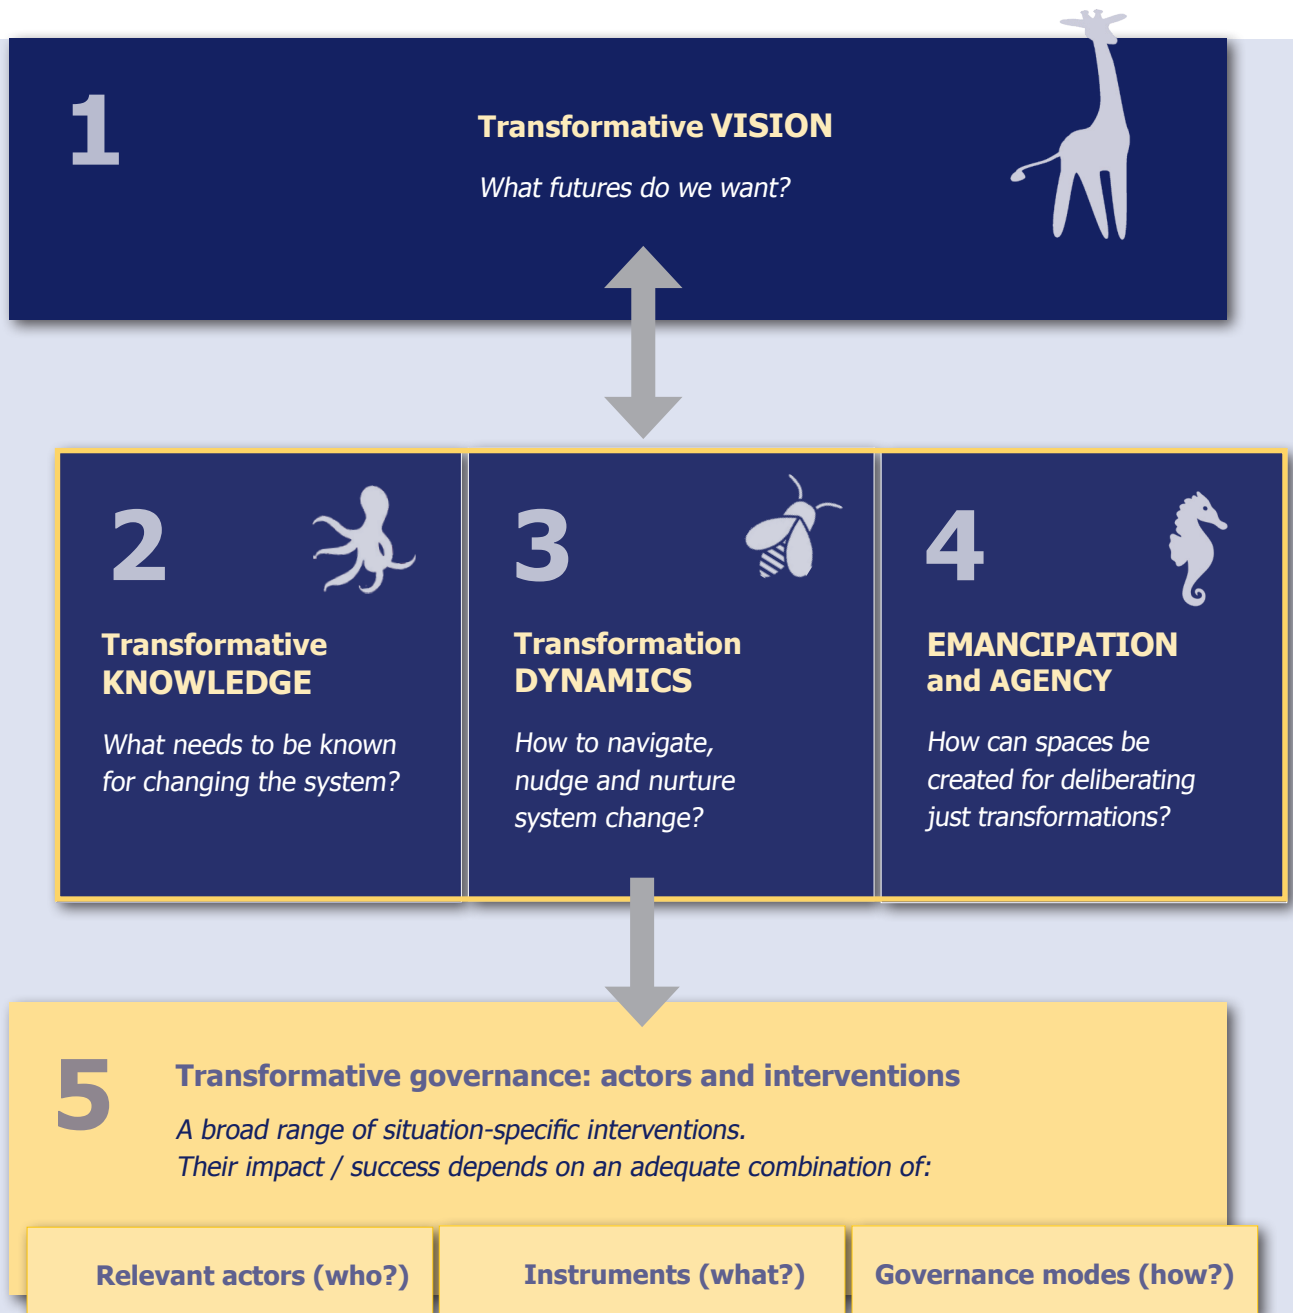 1
Transformative VISION
What futures do we want?
2
Transformative
KNOWLEDGE
What needs to be known
for changing the system?
3
Transformation
DYNAMICS
How to navigate,
nudge and nurture
system change?
4
EMANCIPATION
and AGENCY
How can spaces be
created for deliberating
just transformations?
5
Transformative governance: actors and interventions
A broad range of situation-specific interventions.
Their impact / success depends on an adequate combination of:
Relevant actors (who?)
Instruments (what?)
Governance modes (how?)